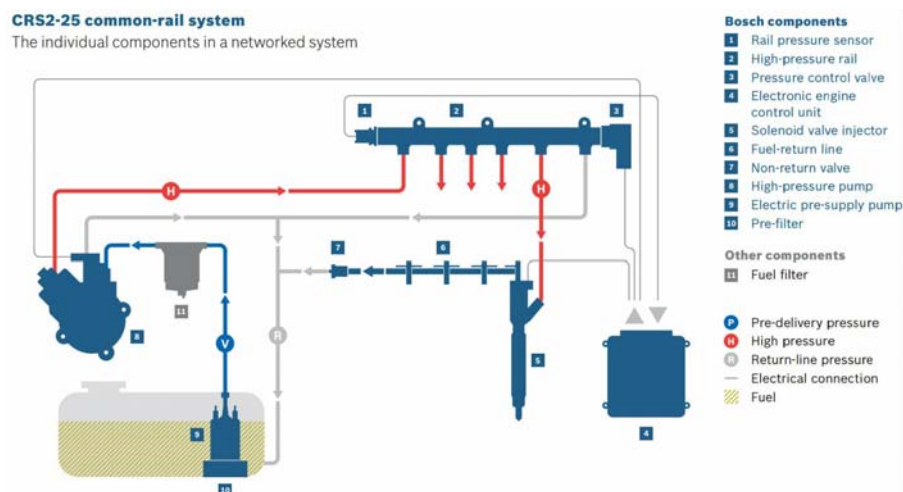 CRS2-25 common-rail system
The individual components in a networked system
Bosch components
1 Rail pressure sensor
2 High-pressure rail
3 Pressure control valve
4 Electronic engine
control unit
5 Solenoid valve injector
6 Fuel-return line
7 Non-return valve
8 High-pressure pump
9 Electric pre-supply pump
10 Pre-filter
Other components
11 Fuel filter
P Pre-delivery pressure
H High pressure
R Return-line pressure
Electrical connection
Fuel
1
2
3
H
H
7
6
11
8
V
R
5
9
10
4